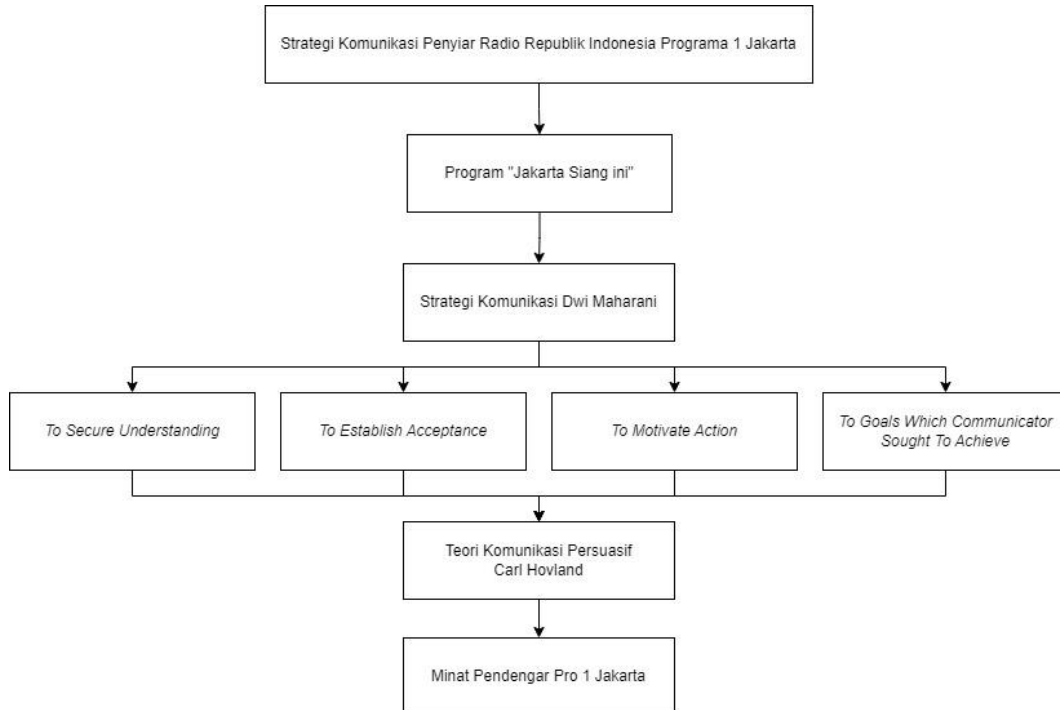 Strategi Komunikasi Penyiar Radio Republik Indonesia Programa 1 Jakarta
Program "Jakarta Siang ini"
Strategi Komunikasi Dwi Maharani
To Secure Understanding
To Establish Acceptance
To Motivate Action
To Goals Which Communicator
Sought To Achieve
Teori Komunikasi Persuasif
Carl Hovland
Minat Pendengar Pro 1 Jakarta